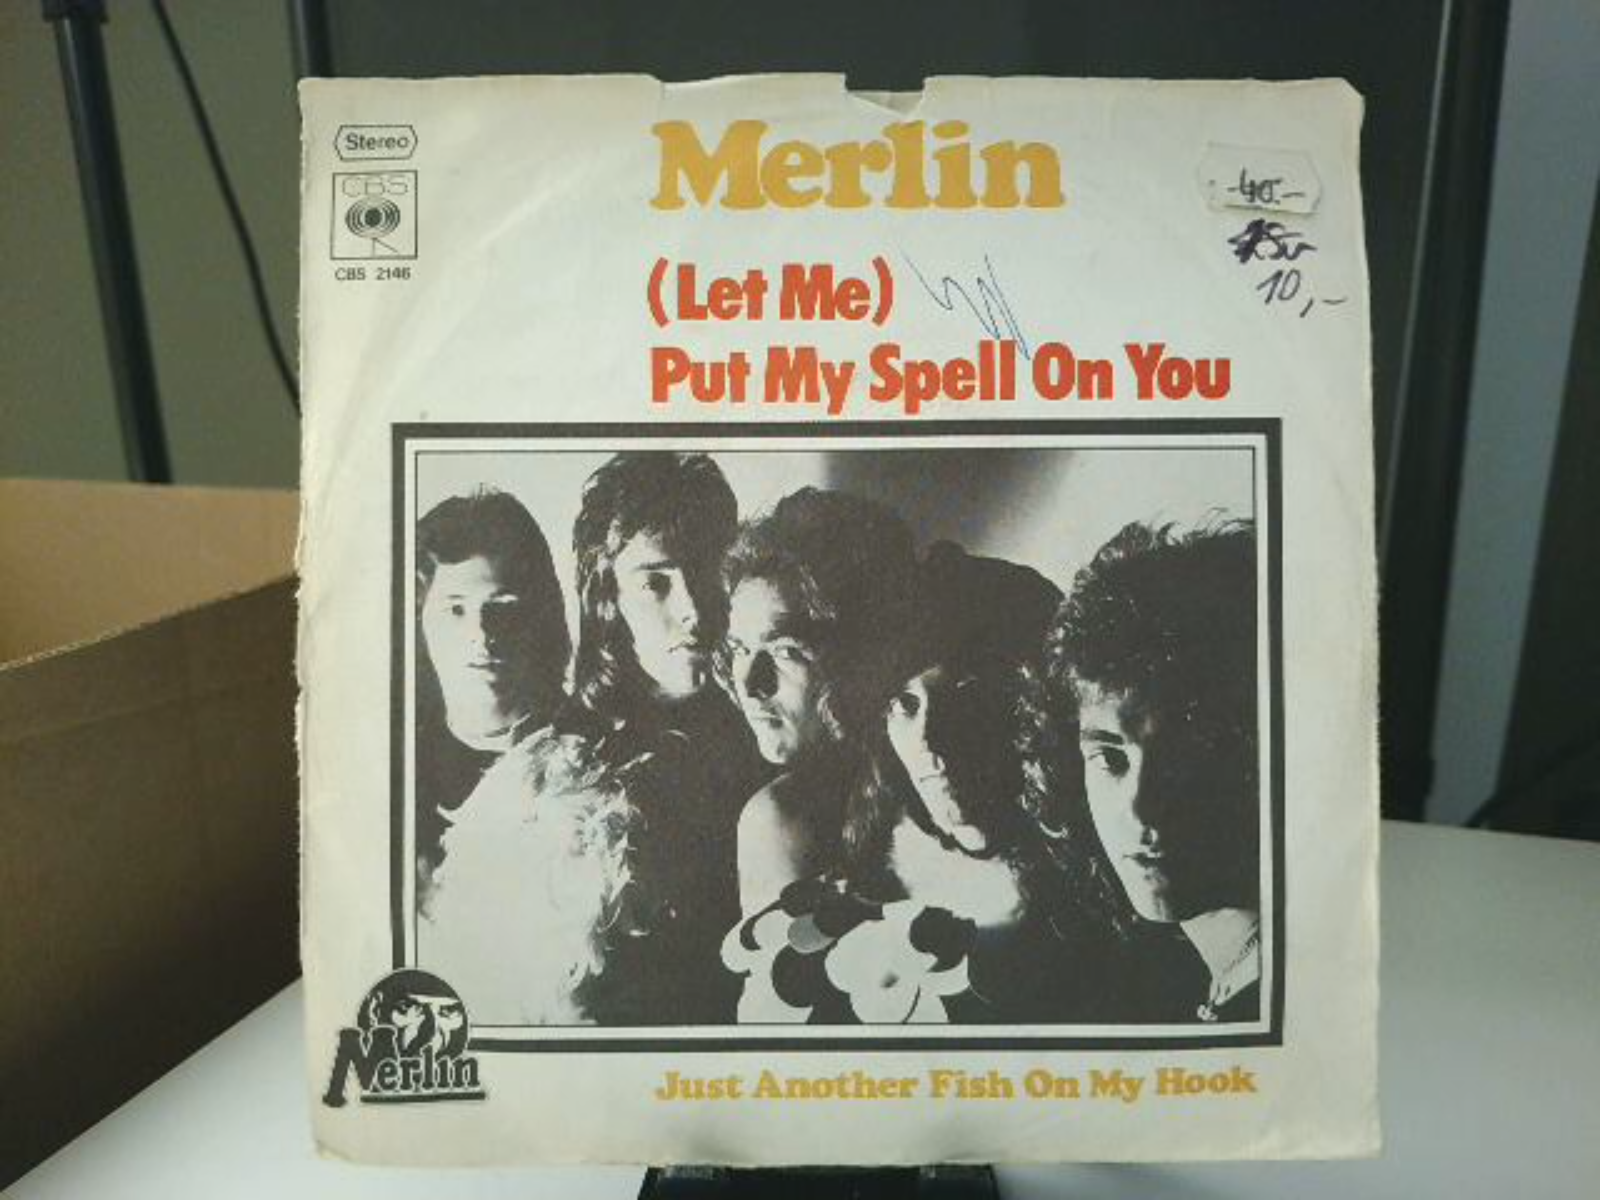 Stereo
CBS
CBS 2146
Merlin
-40.-
10,-
(Let Me)
Put My Spell On You
Merlin
Just Another Fish On My Hook